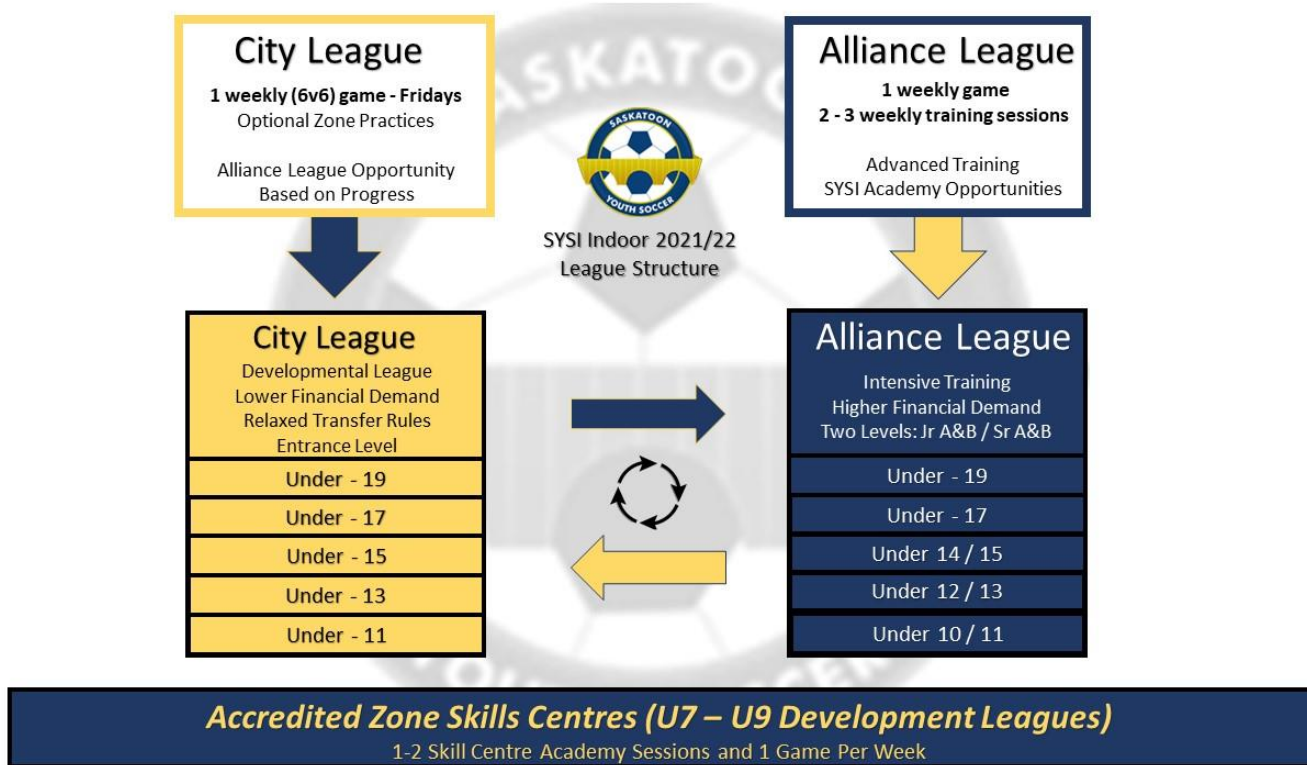 City League
1 weekly (6v6) game - Fridays
Optional Zone Practices
Alliance League Opportunity
Based on Progress
SASKATOON
YOUTH SOCCER
SYSI Indoor 2021/22
League Structure
Alliance League
1 weekly game
2 - 3 weekly training sessions
Advanced Training
SYSI Academy Opportunities
City League
Developmental League
Lower Financial Demand
Relaxed Transfer Rules
Entrance Level
Under - 19
Under - 17
Under - 15
Under - 13
Under - 11
Alliance League
Intensive Training
Higher Financial Demand
Two Levels: Jr A&B / Sr A&B
Under - 19
Under - 17
Under 14 / 15
Under 12 / 13
Under 10 / 11
Accredited Zone Skills Centres (U7 – U9 Development Leagues)
1-2 Skill Centre Academy Sessions and 1 Game Per Week